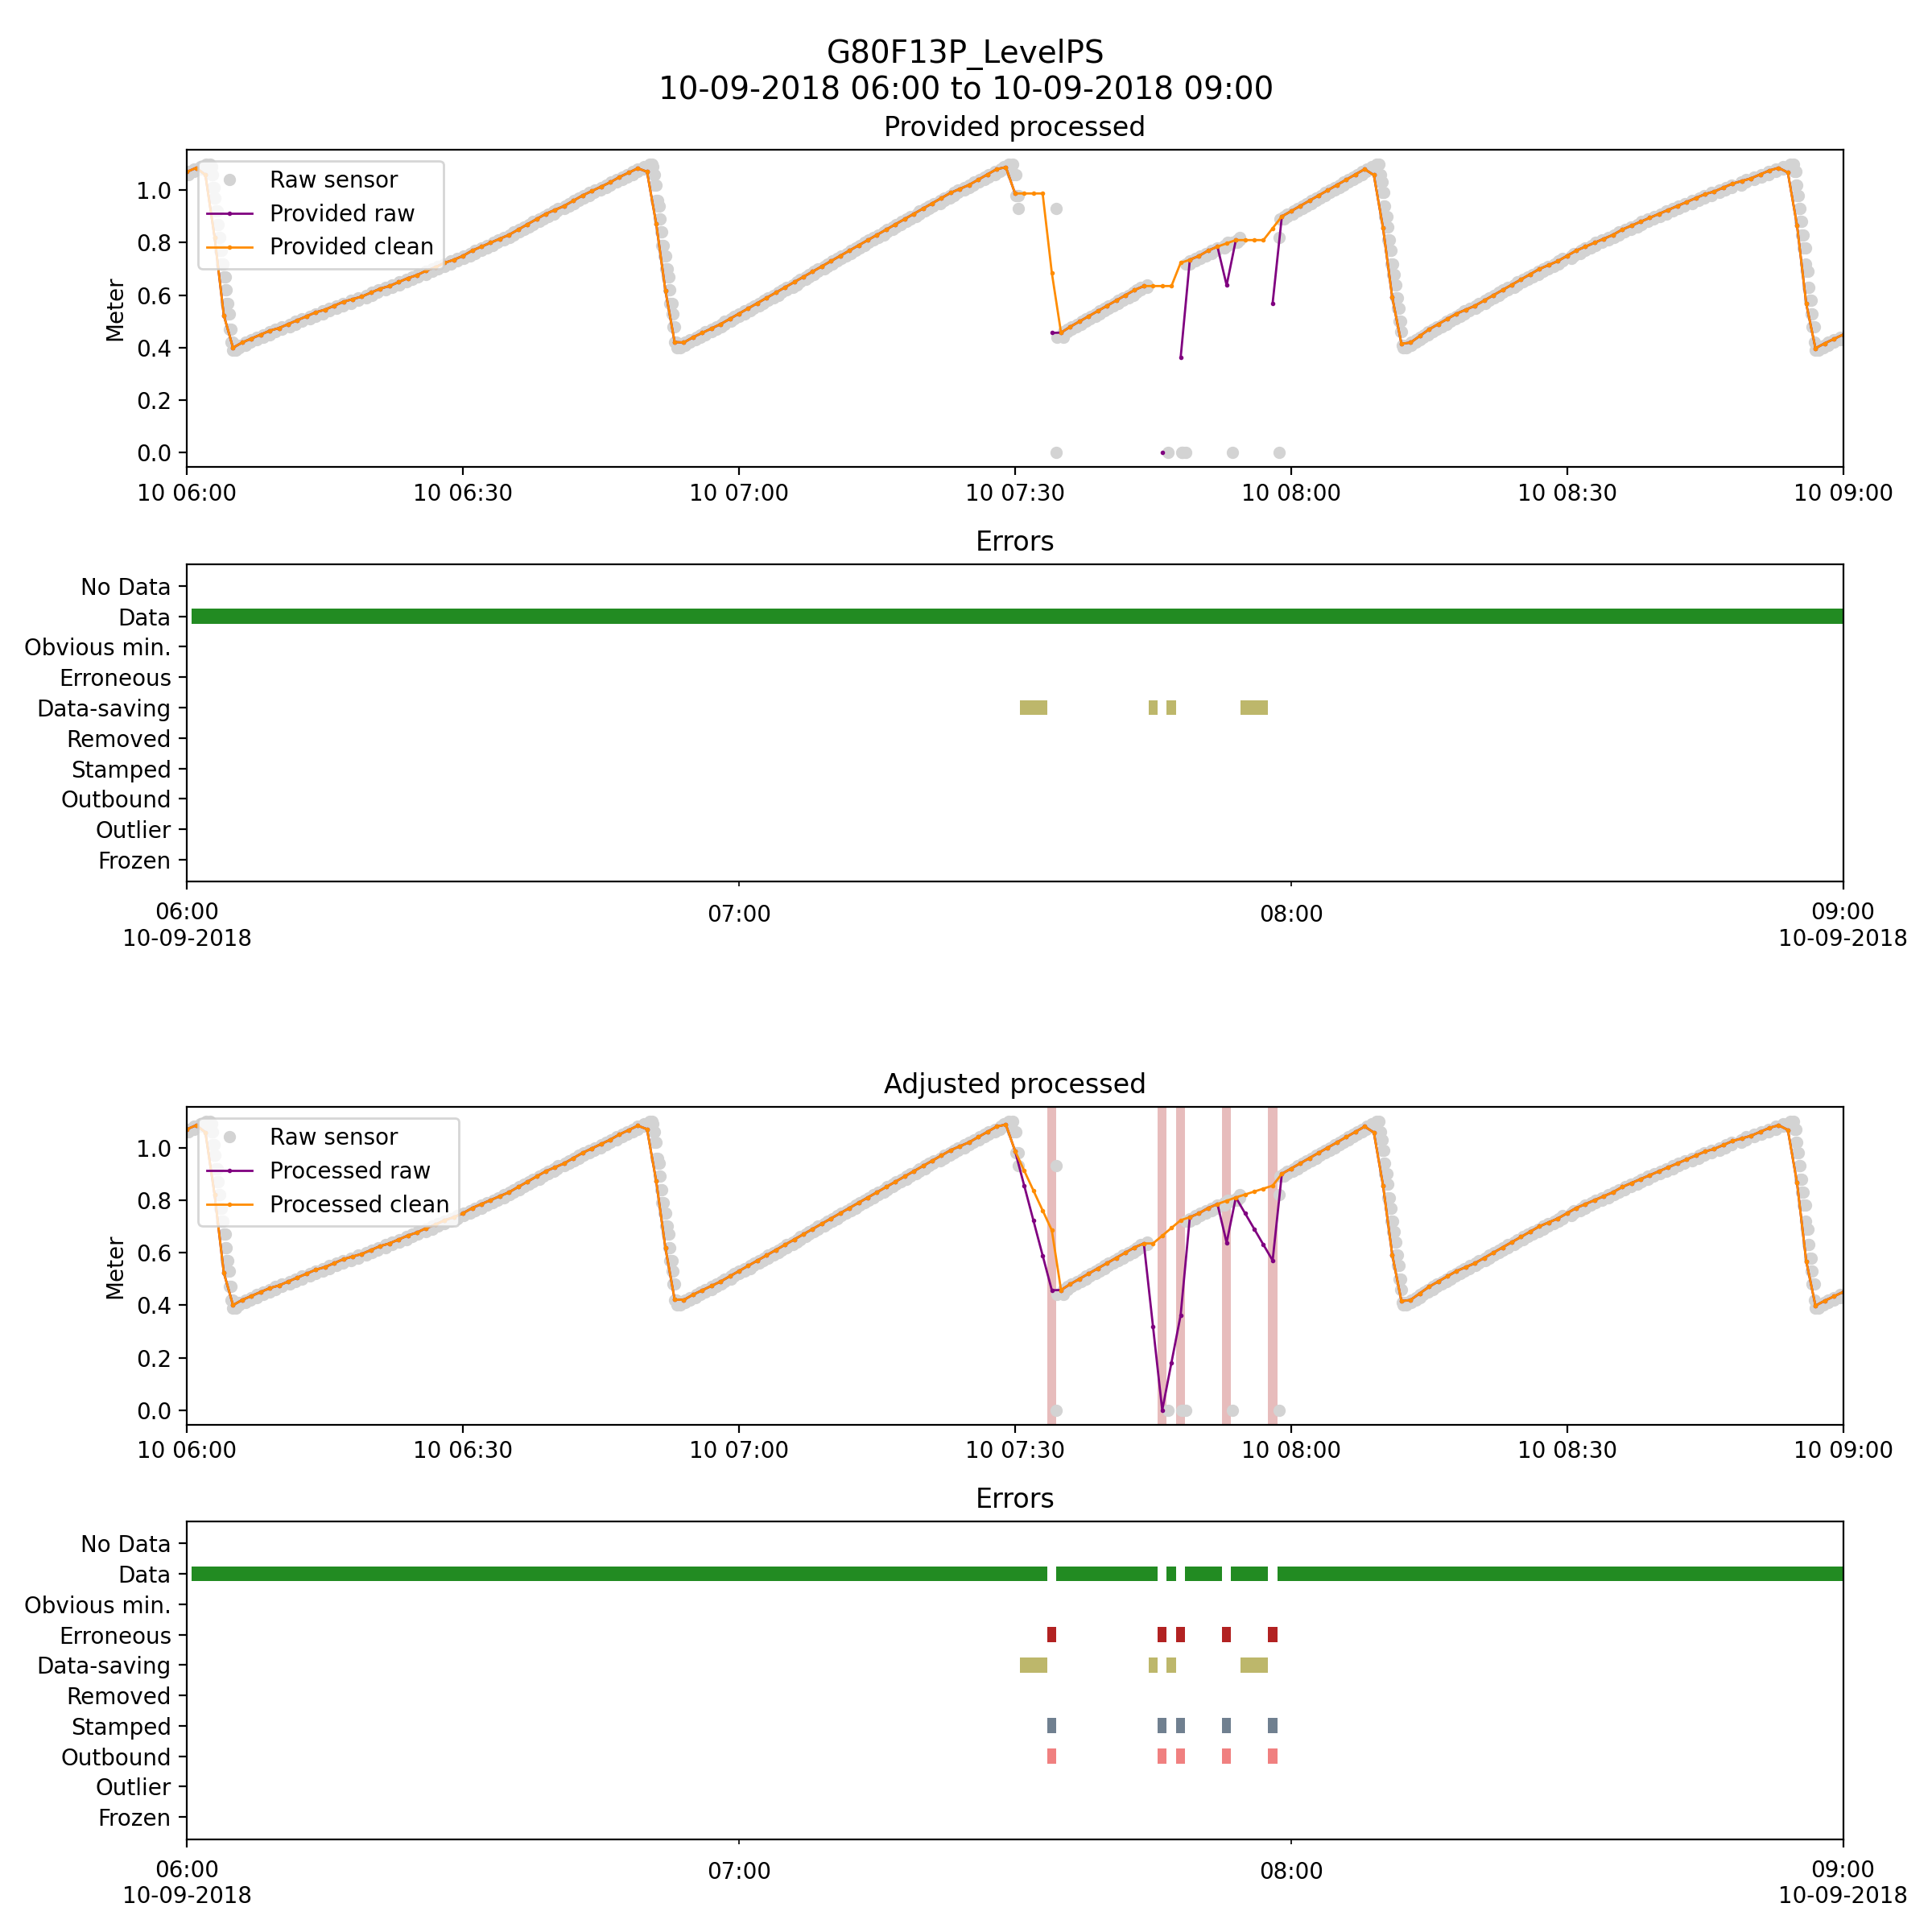 G80F13P_LevelPS
10-09-2018 06:00 to 10-09-2018 09:00
Provided processed
Raw sensor
Provided raw
Provided clean
Meter
1.0
0.8
0.6
0.4
0.2
0.0
10 06:00 10 06:30 10 07:00 10 07:30 10 08:00 10 08:30 10 09:00
Errors
No Data
Data
Obvious min.
Erroneous
Data-saving
Removed
Stamped
Outbound
Outlier
Frozen
06:00 07:00 08:00 09:00
10-09-2018 10-09-2018
Adjusted processed
Raw sensor
Processed raw
Processed clean
Meter
1.0
0.8
0.6
0.4
0.2
0.0
10 06:00 10 06:30 10 07:00 10 07:30 10 08:00 10 08:30 10 09:00
Errors
No Data
Data
Obvious min.
Erroneous
Data-saving
Removed
Stamped
Outbound
Outlier
Frozen
06:00 07:00 08:00 09:00
10-09-2018 10-09-2018